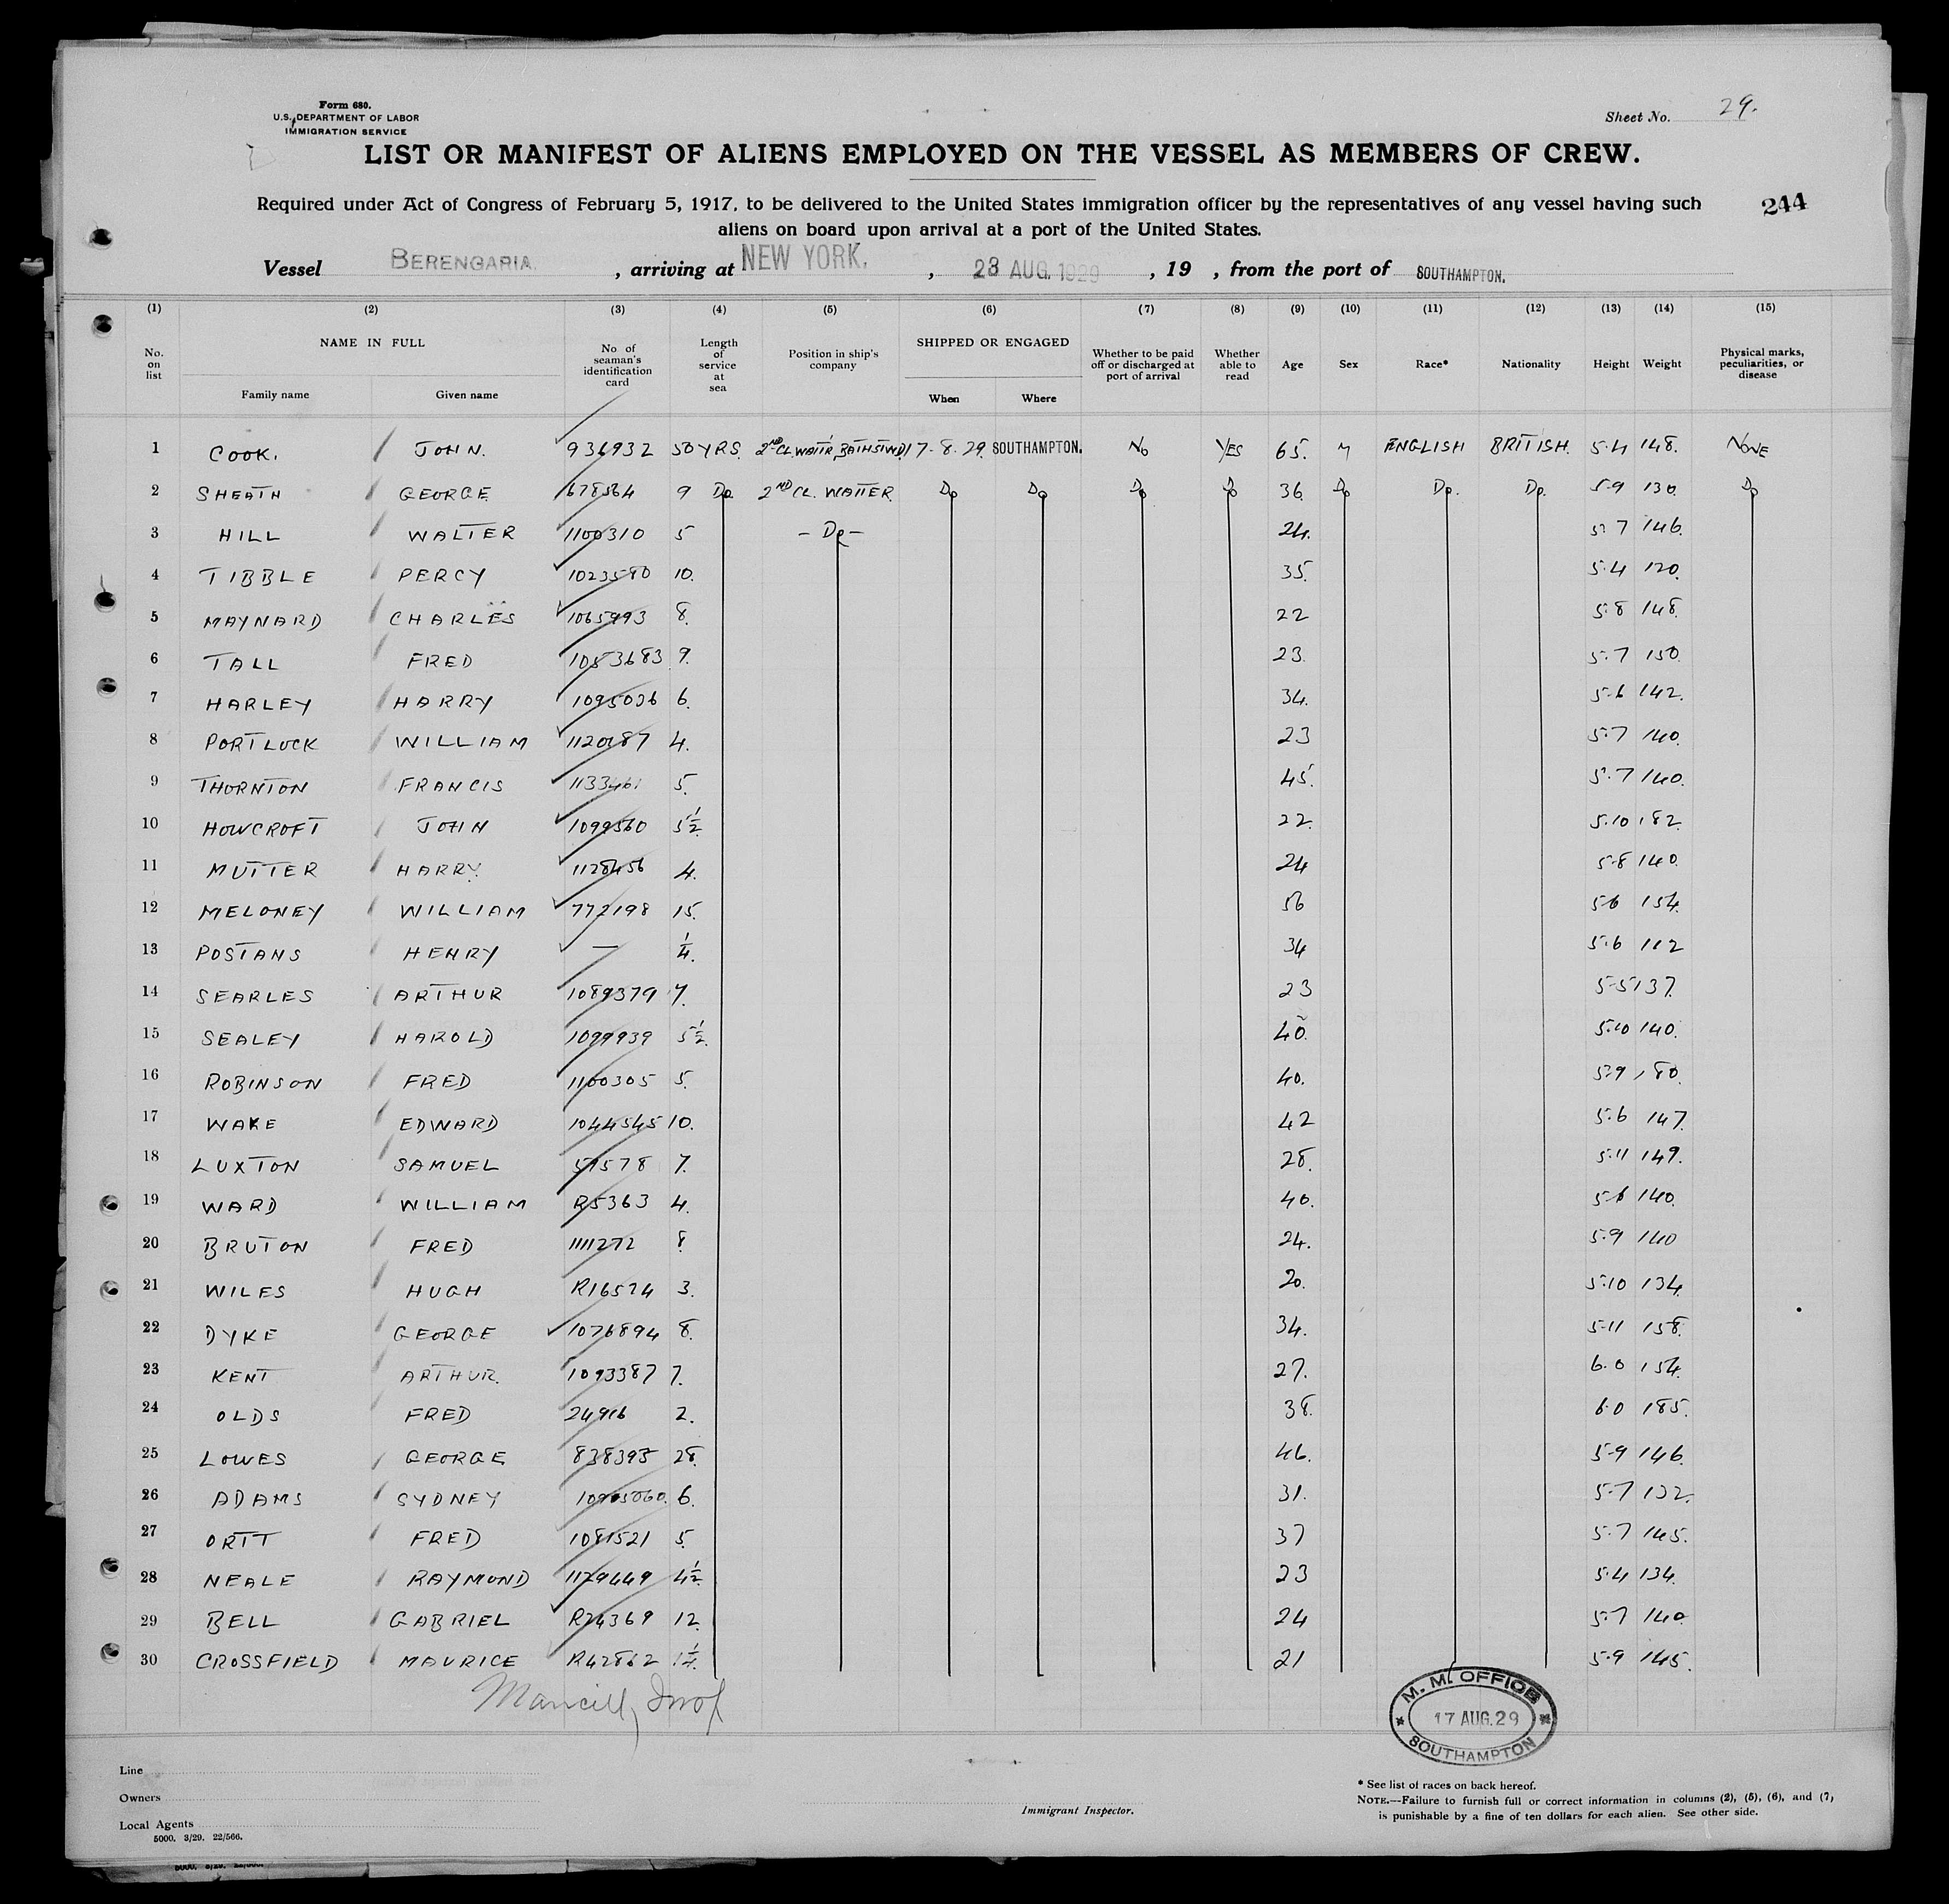 Form 680.
U.S. DEPARTMENT OF LABOR
IMMIGRATION SERVICE
Sheet No. 29.
LIST OR MANIFEST OF ALIENS EMPLOYED ON THE VESSEL AS MEMBERS OF CREW.
Required under Act of Congress of February 5, 1917, to be delivered to the United States immigration officer by the representatives of any vessel having such
aliens on board upon arrival at a port of the United States.
244
Vessel BERENGARIA , arriving at NEW YORK, , 23 AUG. 1929 , 19 , from the port of SOUTHAMPTON.
(1) (2) (3) (4) (5) (6) (7) (8) (9) (10) (11) (12) (13) (14) (15)
No. on list NAME IN FULL Family name Given name No of seaman's identification card Length of service at sea Position in ship's company SHIPPED OR ENGAGED When Where Whether to be paid off or discharged at port of arrival Whether able to read Age Sex Race* Nationality Height Weight Physical marks, peculiarities, or disease
1 COOK. JOHN. 936932 50 YRS. 2ND CL. WAITR BATHSTWD 17-8-29. SOUTHAMPTON. No YES 65. M ENGLISH BRITISH. 5-4 148. NONE
2 SHEATH GEORGE 678564 9 Do 2ND CL. WAITER Do Do Do Do 36. Do Do. Do. 5-9 130. Do
3 HILL WALTER 1100310 5 - Do - 24. 5-7 146.
4 TIBBLE PERCY 1023580 10. 35. 5-4 120.
5 MAYNARD CHARLES 1065993 8. 22 5-8 148.
6 TALL FRED 1053683 9. 23. 5-7 150
7 HARLEY HARRY 1095036 6. 34. 5-6 142.
8 PORTLOCK WILLIAM 1120187 4. 23 5-7 140.
9 THORNTON FRANCIS 1133461 5. 45. 5-7 140.
10 HOWCROFT JOHN 1099560 5½ 22. 5-10 182.
11 MUTTER HARRY. 1128456 4. 24 5-8 140.
12 MELONEY WILLIAM 772198 15. 56 5-6 154.
13 POSTANS HENRY — ¼. 34 5-6 112
14 SEARLES ARTHUR 1089379 7. 23 5-5 137.
15 SEALEY HAROLD 1099939 5½. 40. 5-10 140.
16 ROBINSON FRED 1100305 5. 40. 5-9 180.
17 WAKE EDWARD 1044545 10. 42 5-6 147.
18 LUXTON SAMUEL 51578 7. 28. 5-11 149.
19 WARD WILLIAM R5363 4. 40. 5-6 140.
20 BRUTON FRED 1111272 8 24. 5-9 140
21 WILES HUGH R16574 3. 20. 5-10 134.
22 DYKE GEORGE 1076894 8. 34. 5-11 158.
23 KENT ARTHUR. 1093387 7. 27. 6.0 154.
24 OLDS FRED 24916 2. 38. 6.0 185.
25 LOWES GEORGE 838395 28. 46. 5-9 146.
26 ADAMS SYDNEY 6. 31. 5-7 132.
27 ORTT FRED 1081521 5. 37 5-7 145.
28 NEALE RAYMOND 1129449 4½. 23 5-4 134.
29 BELL GABRIEL R24369 12. 24 5-7 140
30 CROSSFIELD MAURICE R42862 1¼. 21 5-9 145.
M. M. OFFICE
17 AUG. 29
SOUTHAMPTON
Line
Owners
Local Agents
5000. 3/29. 22/566.
Immigrant Inspector.
* See list of races on back hereof.
NOTE.—Failure to furnish full or correct information in columns (2), (5), (6), and (7,
is punishable by a fine of ten dollars for each alien. See other side.